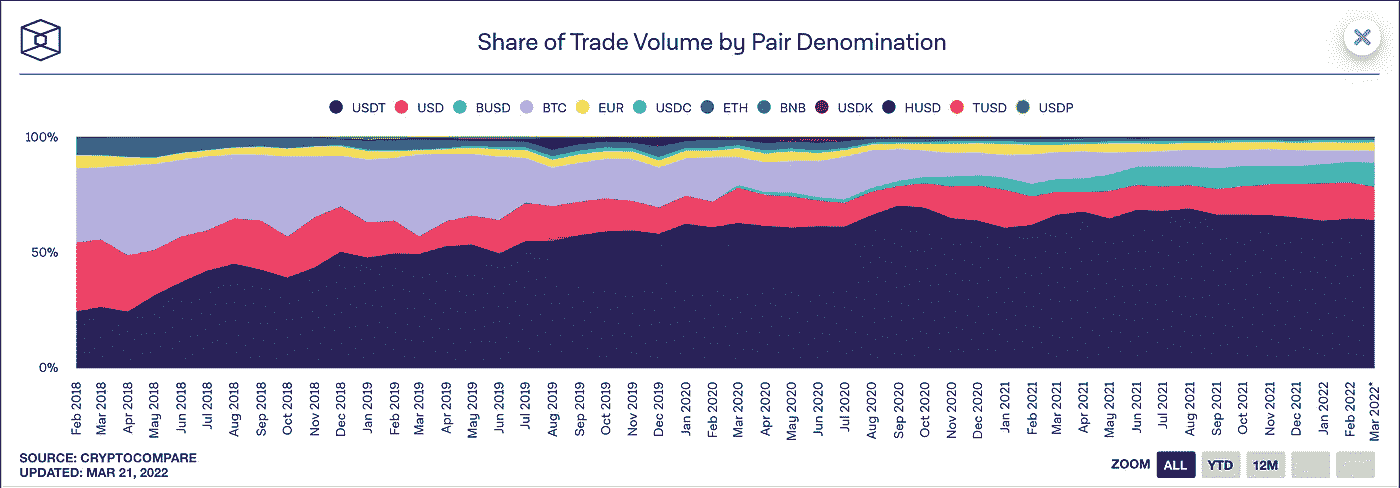 Share of Trade Volume by Pair Denomination
USDT USD BUSD BTC EUR USDC ETH BNB USDK HUSD TUSD USDP
100%
50%
0%
Feb 2018 Mar 2018 Apr 2018 May 2018 Jun 2018 Jul 2018 Aug 2018 Sep 2018 Oct 2018 Nov 2018 Dec 2018 Jan 2019 Feb 2019 Mar 2019 Apr 2019 May 2019 Jun 2019 Jul 2019 Aug 2019 Sep 2019 Oct 2019 Nov 2019 Dec 2019 Jan 2020 Feb 2020 Mar 2020 Apr 2020 May 2020 Jun 2020 Jul 2020 Aug 2020 Sep 2020 Oct 2020 Nov 2020 Dec 2020 Jan 2021 Feb 2021 Mar 2021 Apr 2021 May 2021 Jun 2021 Jul 2021 Aug 2021 Sep 2021 Oct 2021 Nov 2021 Dec 2021 Jan 2022 Feb 2022 Mar 2022*
SOURCE: CRYPTOCOMPARE
UPDATED: MAR 21, 2022
ZOOM ALL YTD 12M